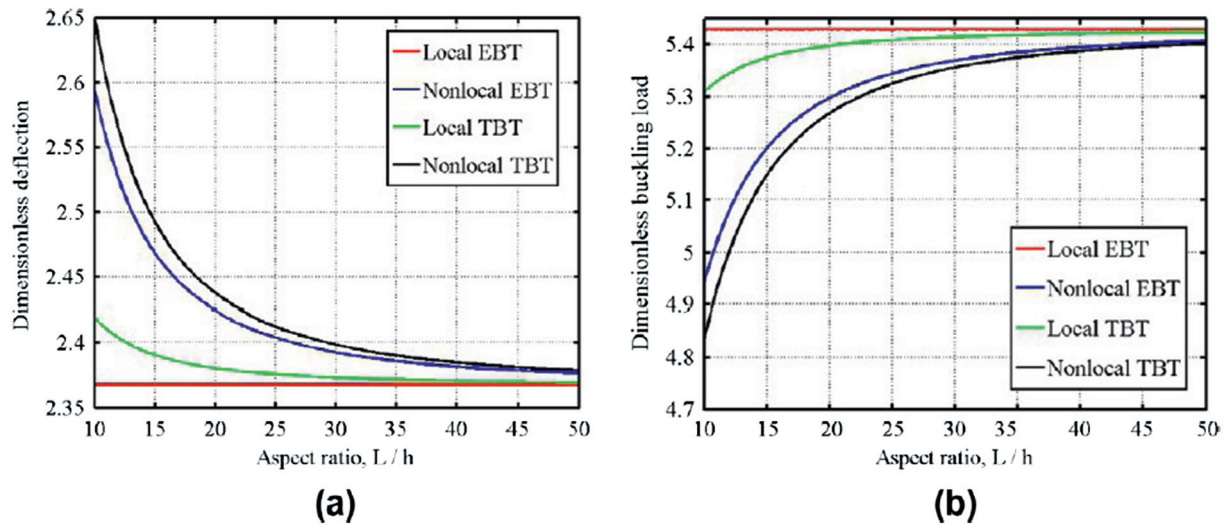 2.65
2.6
2.55
2.5
2.45
2.4
2.35
10 15 20 25 30 35 40 45 50
Dimensionless deflection
Aspect ratio, L / h
Local EBT
Nonlocal EBT
Local TBT
Nonlocal TBT
(a)
5.4
5.3
5.2
5.1
5
4.9
4.8
4.7
10 15 20 25 30 35 40 45 50
Dimensionless buckling load
Aspect ratio, L / h
Local EBT
Nonlocal EBT
Local TBT
Nonlocal TBT
(b)